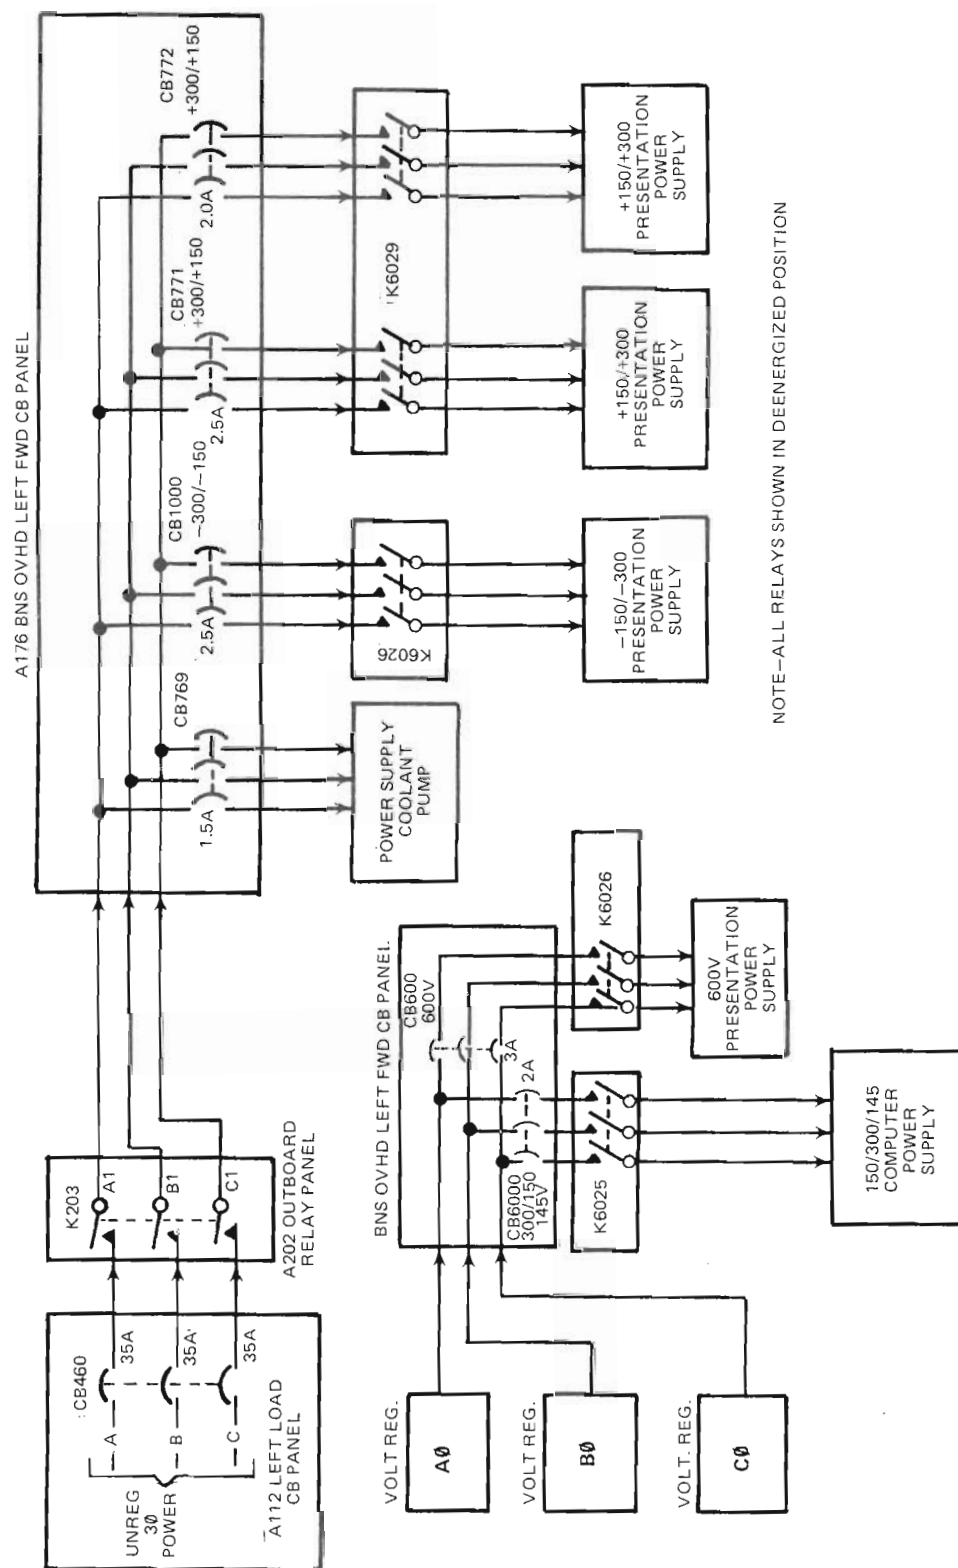 A176 BNS OVHD LEFT FWD CB PANEL
UNREG
3Ø
POWER
A
B
C
CB460
35A
35A
35A
A112 LEFT LOAD
CB PANEL
K203
A1
B1
C1
A202 OUTBOARD
RELAY PANEL
1.5A
CB769
2.5A
CB1000
−300/−150
2.5A
CB771
+300/+150
2.0A
CB772
+300/+150
POWER SUPPLY
COOLANT
PUMP
K6026
K6029
−150/−300
PRESENTATION
POWER
SUPPLY
+150/+300
PRESENTATION
POWER
SUPPLY
+150/+300
PRESENTATION
POWER
SUPPLY
VOLT REG.
AØ
VOLT REG.
BØ
VOLT. REG.
CØ
BNS OVHD LEFT FWD CB PANEL.
CB600
600V
3A
2A
CB6000
300/150
145V
K6025
K6026
600V
PRESENTATION
POWER
SUPPLY
150/300/145
COMPUTER
POWER
SUPPLY
NOTE—ALL RELAYS SHOWN IN DEENERGIZED POSITION